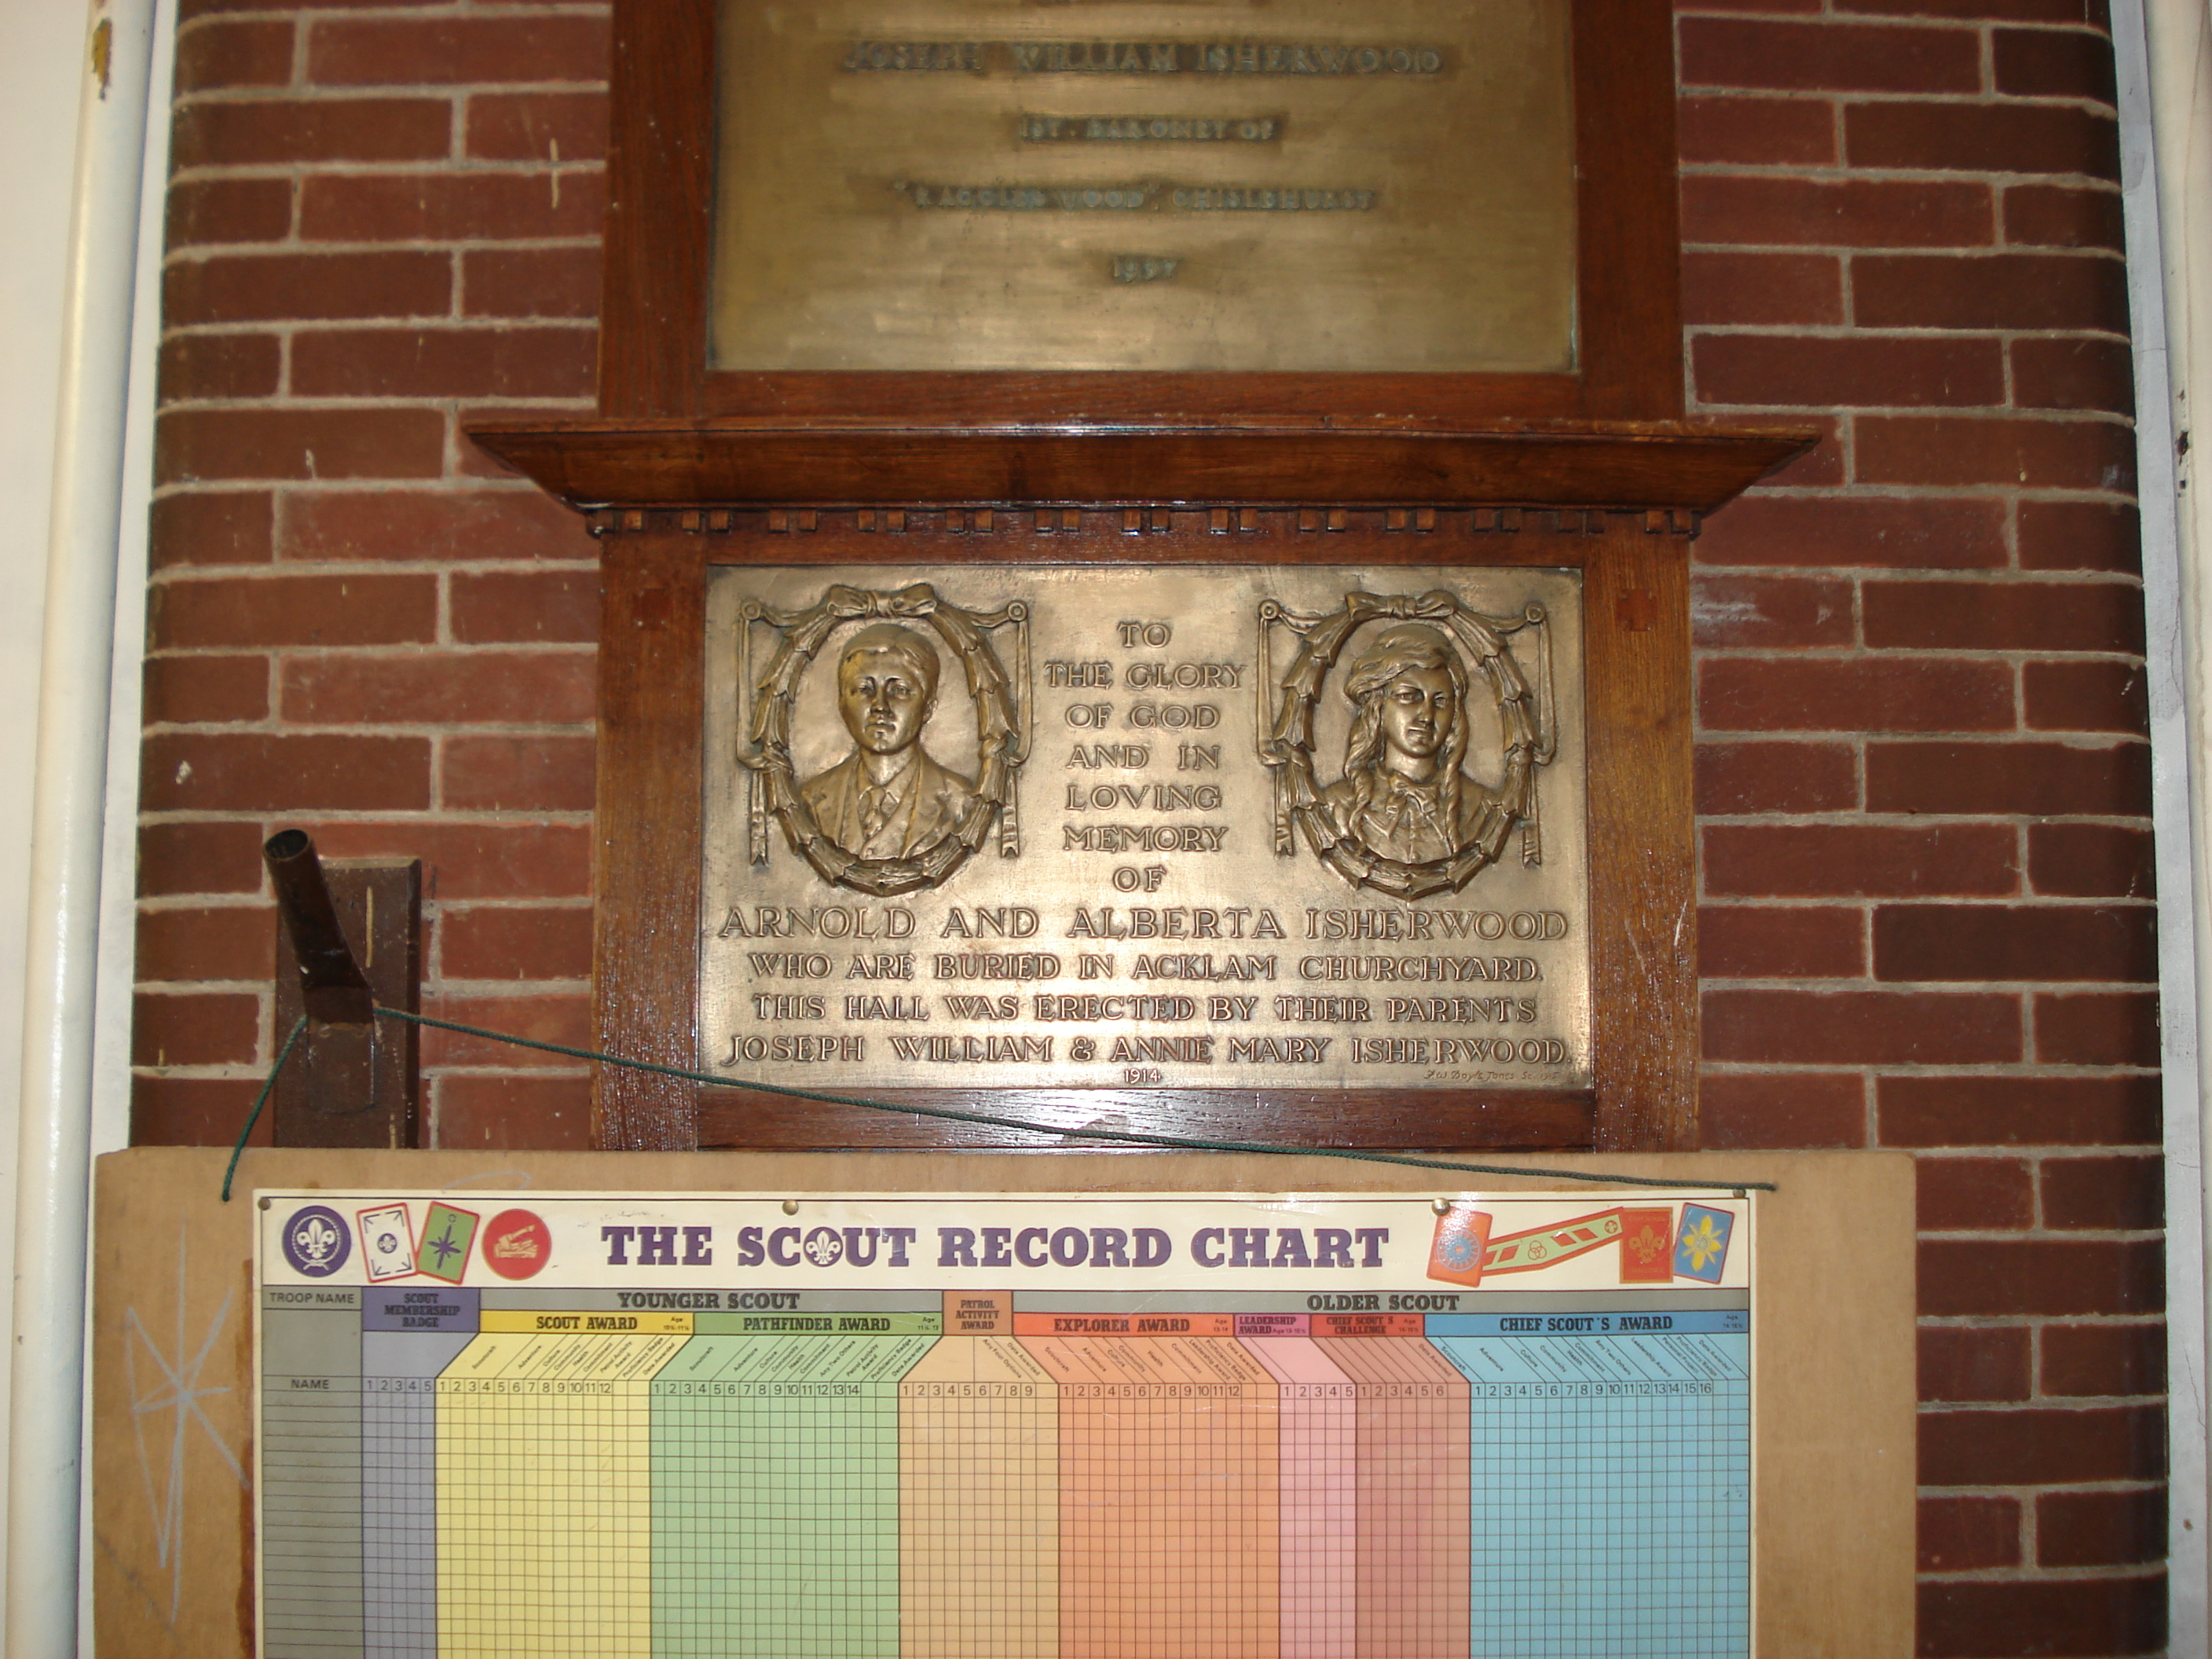 JOSEPH WILLIAM ISHERWOOD
1ST. BARONET OF
"RAGGLES WOOD", CHISLEHURST
1937
TO
THE GLORY
OF GOD
AND IN
LOVING
MEMORY
OF
ARNOLD AND ALBERTA ISHERWOOD
WHO ARE BURIED IN ACKLAM CHURCHYARD.
THIS HALL WAS ERECTED BY THEIR PARENTS
JOSEPH WILLIAM & ANNIE MARY ISHERWOOD.
1914
F W Doyle Jones
THE SCOUT RECORD CHART
TROOP NAME
SCOUT
MEMBERSHIP
BADGE
YOUNGER SCOUT
PATROL
ACTIVITY
AWARD
OLDER SCOUT
SCOUT AWARD
PATHFINDER AWARD
EXPLORER AWARD
LEADERSHIP
AWARD
CHIEF SCOUT'S
CHALLENGE
CHIEF SCOUT'S AWARD
NAME
1 2 3 4 5
1 2 3 4 5 6 7 8 9 10 11 12
1 2 3 4 5 6 7 8 9 10 11 12 13 14
1 2 3 4 5 6 7 8 9
1 2 3 4 5 6 7 8 9 10 11 12
1 2 3 4 5
1 2 3 4 5 6
1 2 3 4 5 6 7 8 9 10 11 12 13 14 15 16